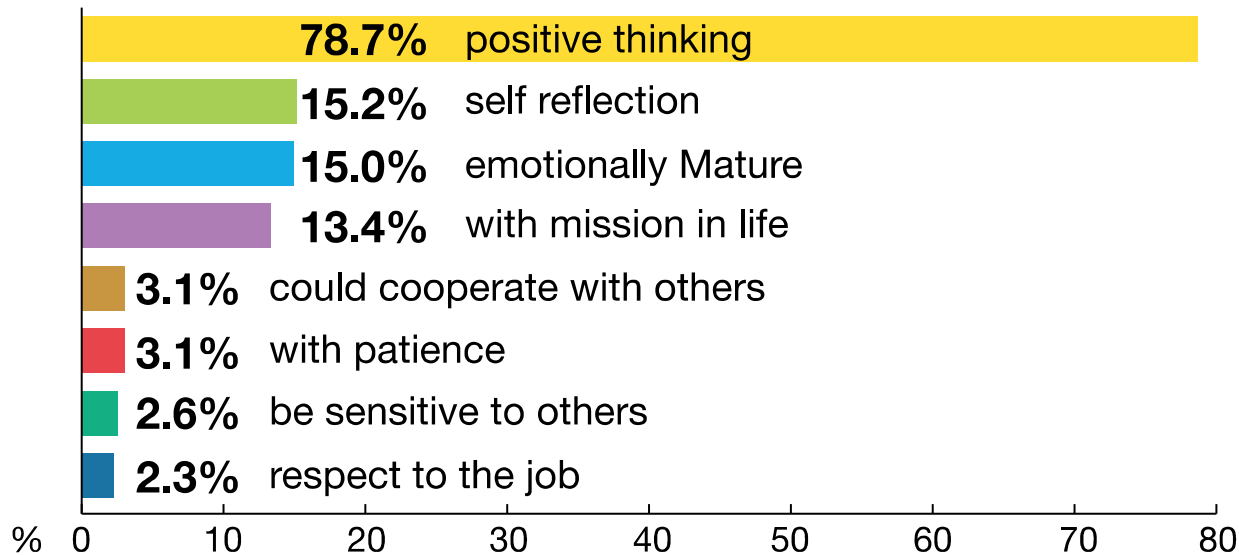 78.7% positive thinking
15.2% self reflection
15.0% emotionally Mature
13.4% with mission in life
3.1% could cooperate with others
3.1% with patience
2.6% be sensitive to others
2.3% respect to the job
% 0 10 20 30 40 50 60 70 80